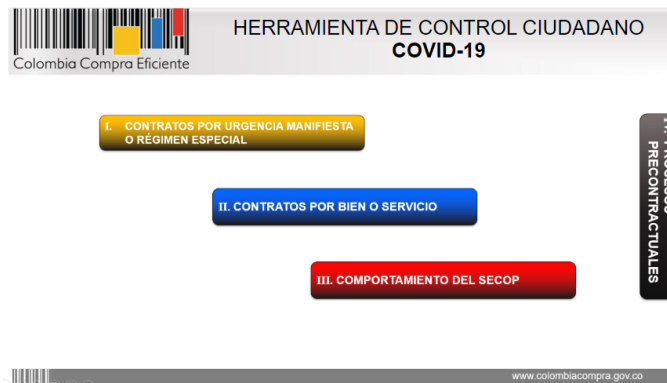 Colombia Compra Eficiente
HERRAMIENTA DE CONTROL CIUDADANO
COVID-19
I. CONTRATOS POR URGENCIA MANIFIESTA
O RÉGIMEN ESPECIAL
II. CONTRATOS POR BIEN O SERVICIO
III. COMPORTAMIENTO DEL SECOP
PRECONTRACTUALES
www.colombiacompra.gov.co